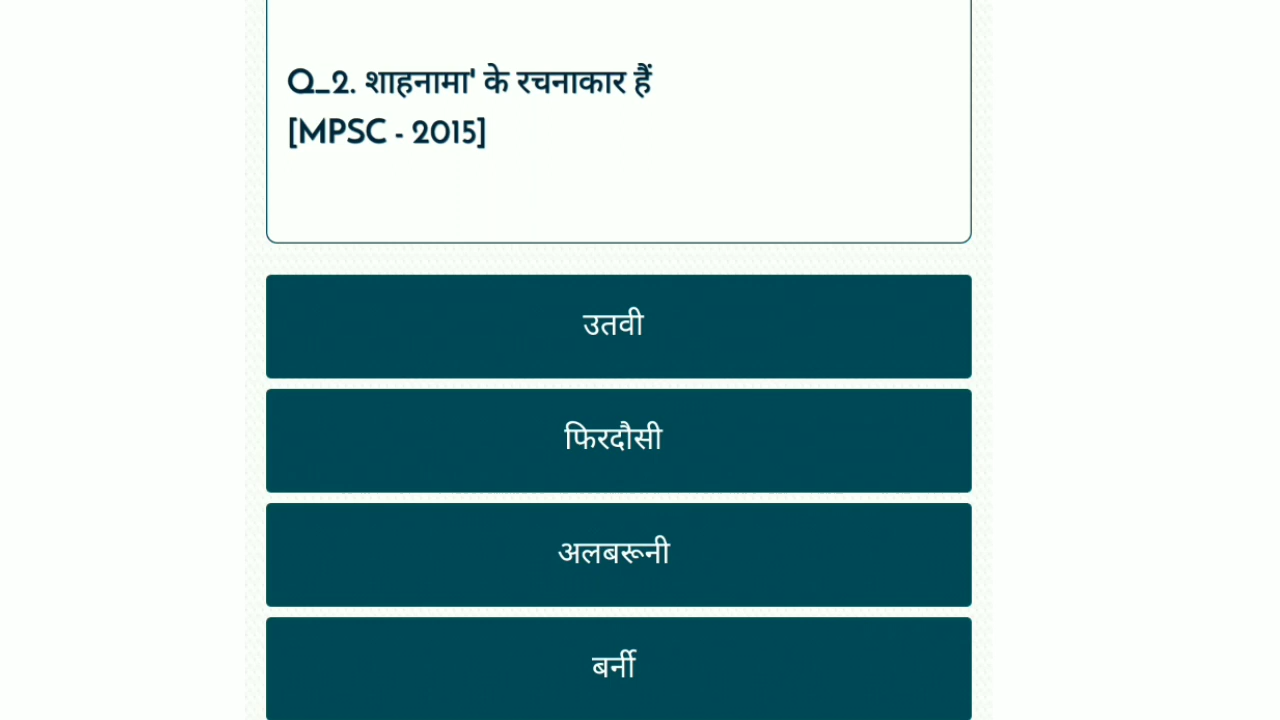 Q_2. शाहनामा' के रचनाकार हैं
[MPSC - 2015]
उतवी
फिरदौसी
अलबरूनी
बर्नी